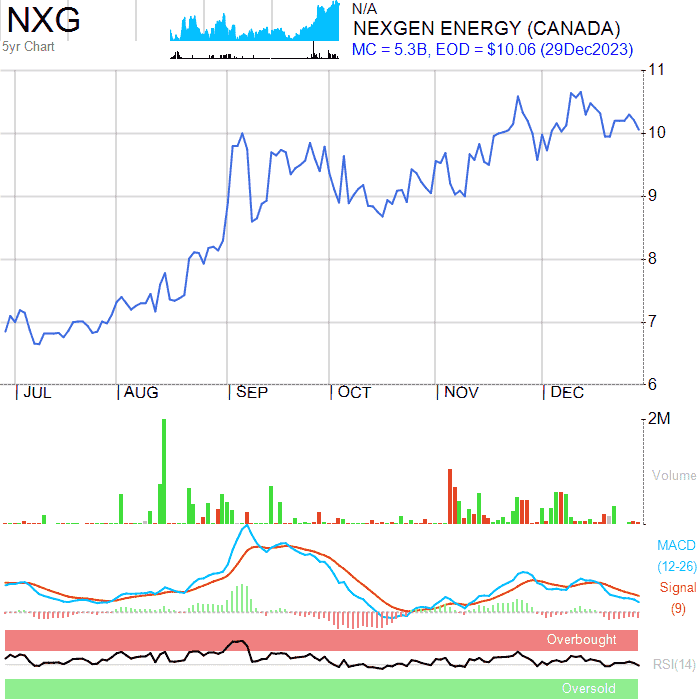 NXG
5yr Chart
N/A
NEXGEN ENERGY (CANADA)
MC = 5.3B, EOD = $10.06 (29Dec2023)
11
10
9
8
7
6
JUL AUG SEP OCT NOV DEC
2M
Volume
MACD
(12-26)
Signal
(9)
Overbought
RSI(14)
Oversold